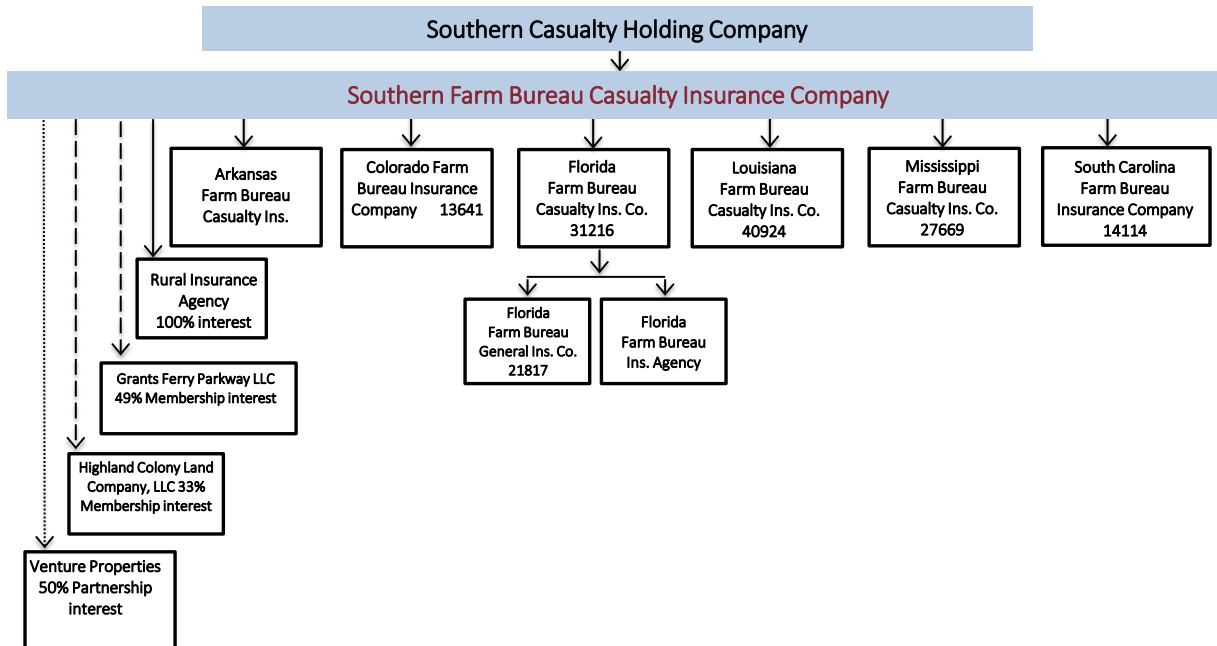 Southern Casualty Holding Company
Southern Farm Bureau Casualty Insurance Company
Arkansas
Farm Bureau
Casualty Ins.
Colorado Farm
Bureau Insurance
Company 13641
Florida
Farm Bureau
Casualty Ins. Co.
31216
Louisiana
Farm Bureau
Casualty Ins. Co.
40924
Mississippi
Farm Bureau
Casualty Ins. Co.
27669
South Carolina
Farm Bureau
Insurance Company
14114
Rural Insurance
Agency
100% interest
Florida
Farm Bureau
General Ins. Co.
21817
Florida
Farm Bureau
Ins. Agency
Grants Ferry Parkway LLC
49% Membership interest
Highland Colony Land
Company, LLC 33%
Membership interest
Venture Properties
50% Partnership
interest